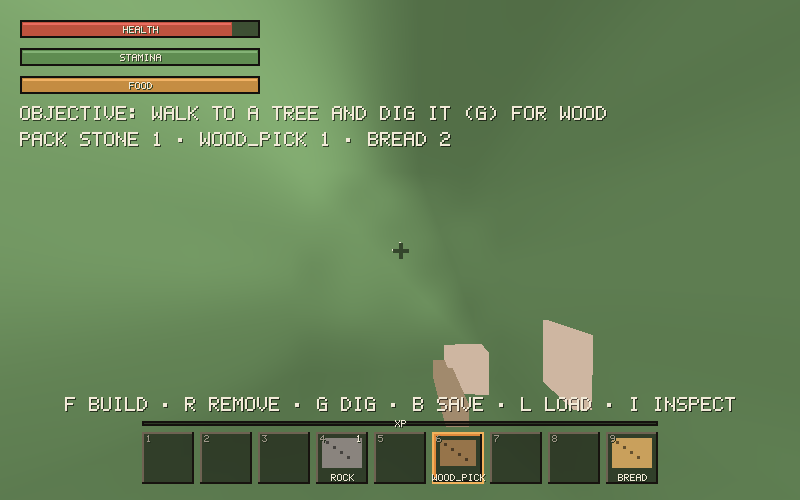 HEALTH
STAMINA
FOOD
OBJECTIVE: WALK TO A TREE AND DIG IT (G) FOR WOOD
PACK STONE 1 · WOOD_PICK 1 · BREAD 2
F BUILD · R REMOVE · G DIG · B SAVE · L LOAD · I INSPECT
XP
1 2 3 4 1 5 6 7 8 9
ROCK WOOD_PICK BREAD